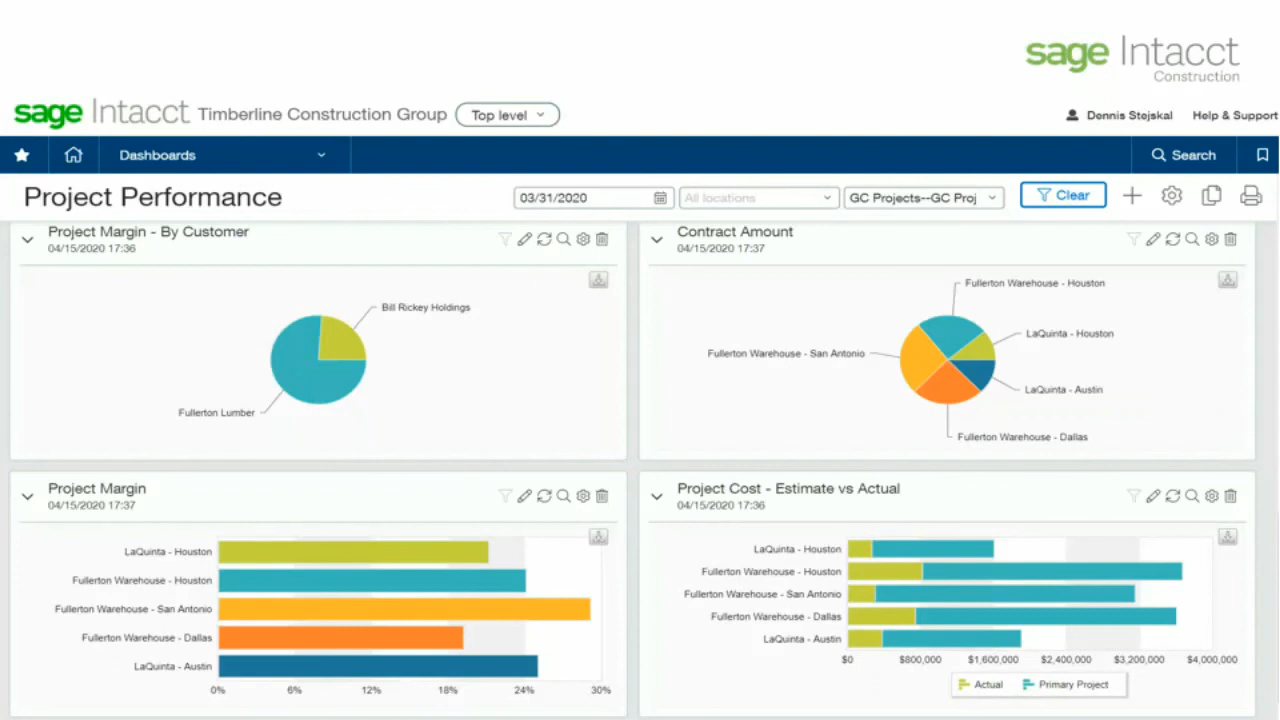 sage Intacct
Construction
sage Intacct Timberline Construction Group Top level
Dennis Stejskal Help & Support
Dashboards
Search
Project Performance
03/31/2020
All locations
GC Projects--GC Proj
Clear
Project Margin - By Customer
04/15/2020 17:36
Bill Rickey Holdings
Fullerton Lumber
Contract Amount
04/15/2020 17:37
Fullerton Warehouse - Houston
LaQuinta - Houston
Fullerton Warehouse - San Antonio
LaQuinta - Austin
Fullerton Warehouse - Dallas
Project Margin
04/15/2020 17:37
LaQuinta - Houston
Fullerton Warehouse - Houston
Fullerton Warehouse - San Antonio
Fullerton Warehouse - Dallas
LaQuinta - Austin
0% 6% 12% 18% 24% 30%
Project Cost - Estimate vs Actual
04/15/2020 17:36
LaQuinta - Houston
Fullerton Warehouse - Houston
Fullerton Warehouse - San Antonio
Fullerton Warehouse - Dallas
LaQuinta - Austin
$0 $800,000 $1,600,000 $2,400,000 $3,200,000 $4,000,000
Actual Primary Project